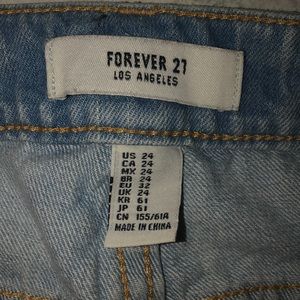 FOREVER 21
LOS ANGELES
US 24
CA 24
MX 24
BR 24
EU 32
UK 24
KR 61
JP 61
CN 155/61A
MADE IN CHINA